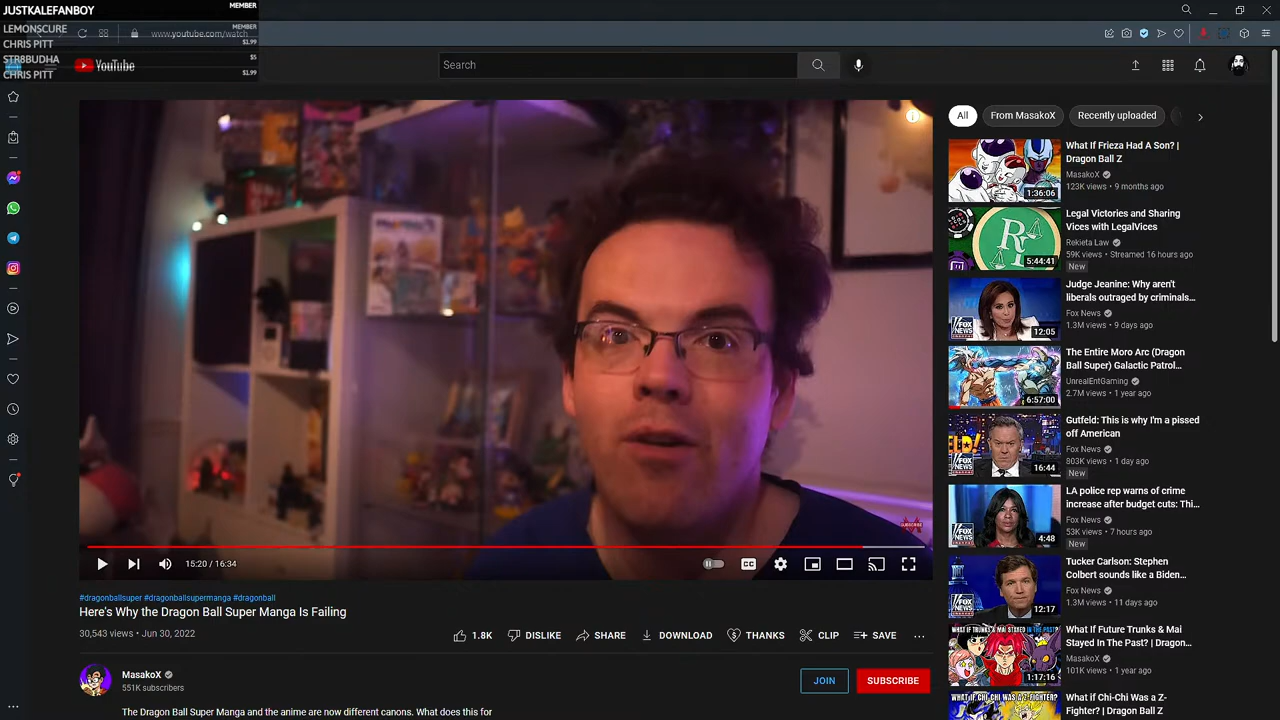 JUSTKALEFANBOY
MEMBER
LEMONSCURE
MEMBER
CHRIS PITT
$1.99
STR8BUDHA
$5
CHRIS PITT
$1.99
www.youtube.com/watch
YouTube
Search
All
From MasakoX
Recently uploaded
What If Frieza Had A Son? |
Dragon Ball Z
MasakoX
123K views • 9 months ago
1:36:06
Legal Victories and Sharing
Vices with LegalVices
Rekieta Law
59K views • Streamed 16 hours ago
New
5:44:41
Judge Jeanine: Why aren't
liberals outraged by criminals...
Fox News
1.3M views • 9 days ago
12:05
The Entire Moro Arc (Dragon
Ball Super) Galactic Patrol...
UnrealEntGaming
2.7M views • 1 year ago
6:57:00
Gutfeld: This is why I'm a pissed
off American
Fox News
803K views • 1 day ago
New
16:44
LA police rep warns of crime
increase after budget cuts: Thi...
Fox News
53K views • 7 hours ago
New
4:48
Tucker Carlson: Stephen
Colbert sounds like a Biden...
Fox News
1.3M views • 11 days ago
12:17
What If Future Trunks & Mai
Stayed In The Past? | Dragon...
MasakoX
101K views • 1 year ago
1:17:16
What if Chi-Chi Was a Z-
Fighter? | Dragon Ball Z
SUBSCRIBE
15:20 / 16:34
CC
#dragonballsuper #dragonballsupermanga #dragonball
Here's Why the Dragon Ball Super Manga Is Failing
30,543 views • Jun 30, 2022
1.8K
DISLIKE
SHARE
DOWNLOAD
THANKS
CLIP
SAVE
MasakoX
551K subscribers
JOIN
SUBSCRIBE
The Dragon Ball Super Manga and the anime are now different canons. What does this for